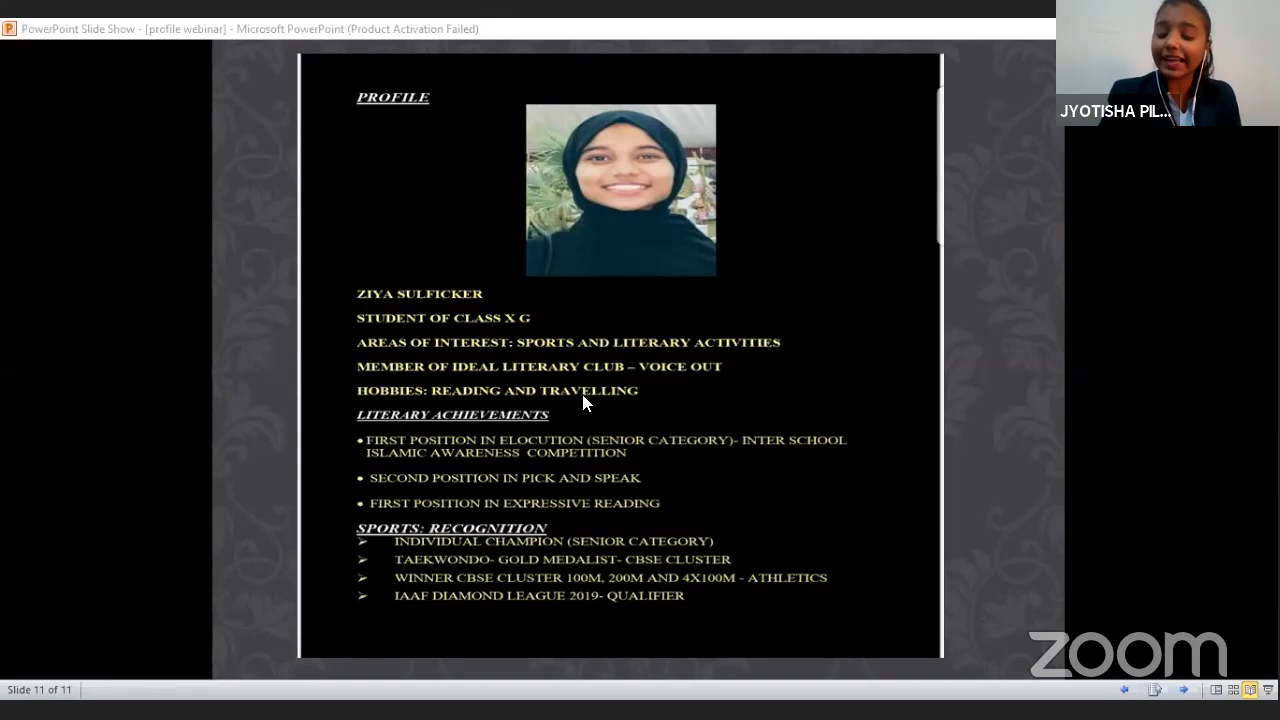 PowerPoint Slide Show - [profile webinar] - Microsoft PowerPoint (Product Activation Failed)
JYOTISHA PIL...
PROFILE
ZIYA SULFICKER
STUDENT OF CLASS X G
AREAS OF INTEREST: SPORTS AND LITERARY ACTIVITIES
MEMBER OF IDEAL LITERARY CLUB – VOICE OUT
HOBBIES: READING AND TRAVELLING
LITERARY ACHIEVEMENTS
• FIRST POSITION IN ELOCUTION (SENIOR CATEGORY)- INTER SCHOOL
ISLAMIC AWARENESS COMPETITION
• SECOND POSITION IN PICK AND SPEAK
• FIRST POSITION IN EXPRESSIVE READING
SPORTS: RECOGNITION
➢ INDIVIDUAL CHAMPION (SENIOR CATEGORY)
➢ TAEKWONDO- GOLD MEDALIST- CBSE CLUSTER
➢ WINNER CBSE CLUSTER 100M, 200M AND 4X100M - ATHLETICS
➢ IAAF DIAMOND LEAGUE 2019- QUALIFIER
zoom
Slide 11 of 11